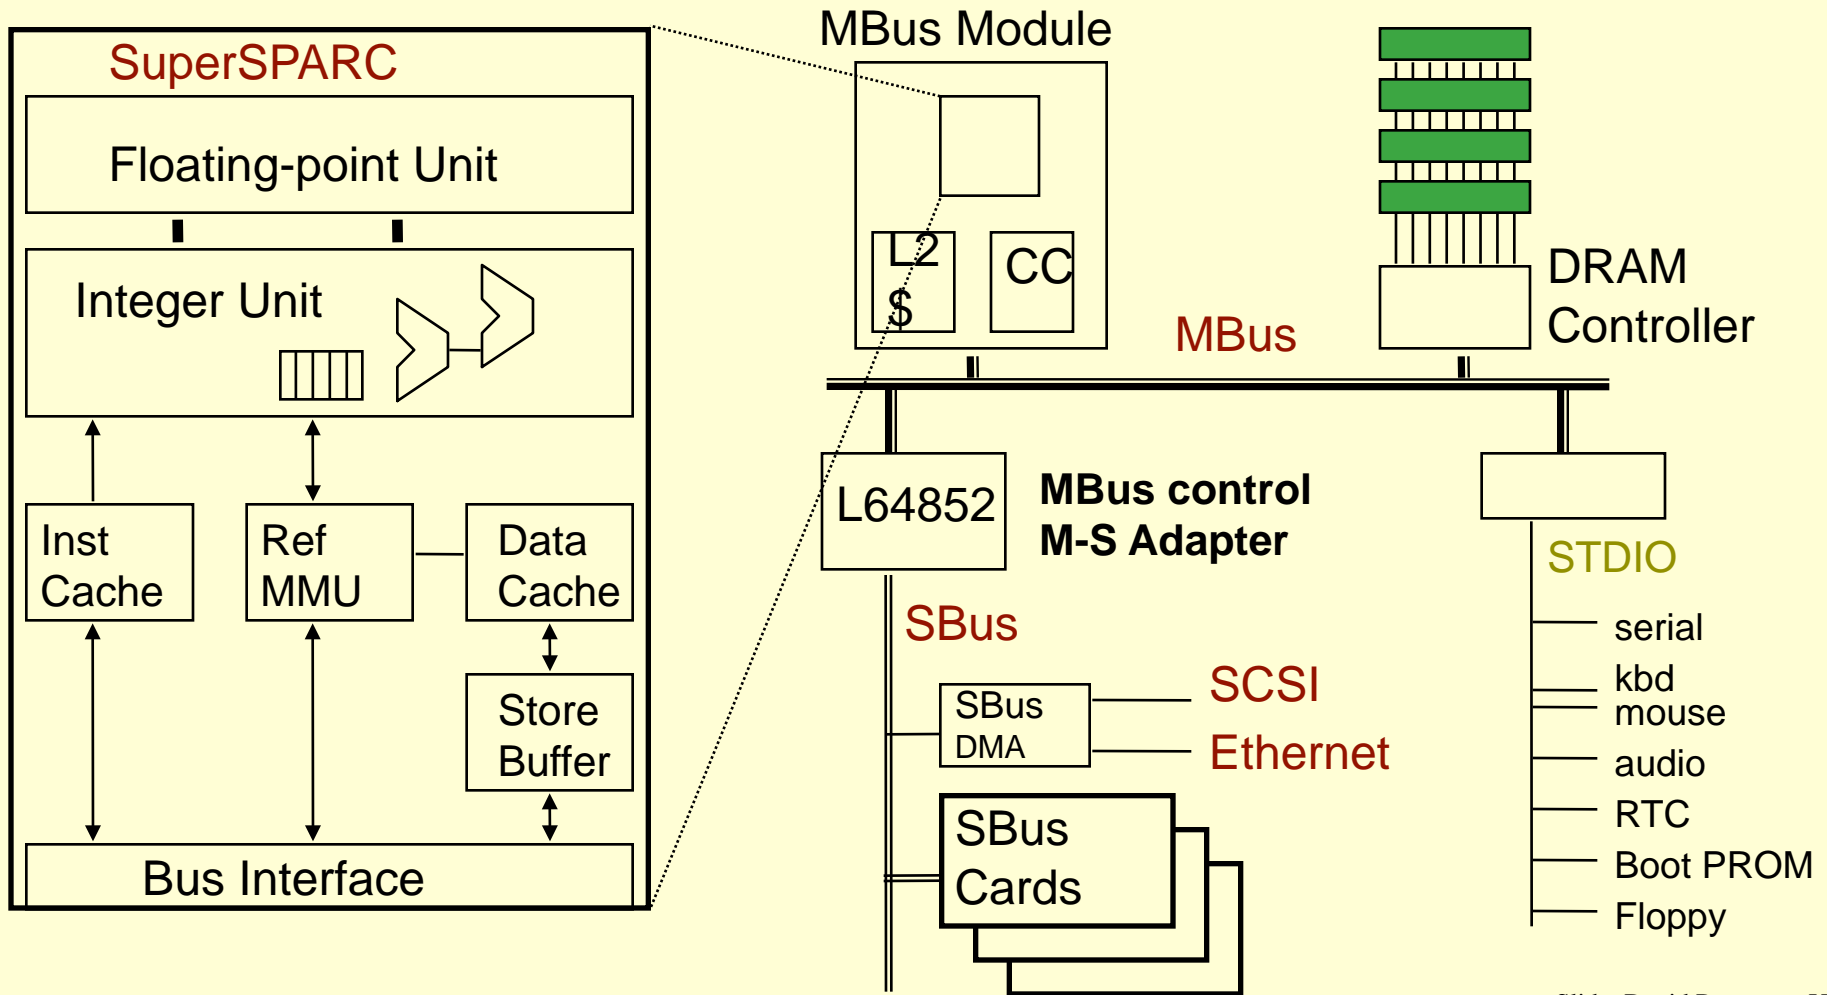 SuperSPARC
Floating-point Unit
Integer Unit
Inst
Cache
Ref
MMU
Data
Cache
Store
Buffer
Bus Interface
MBus Module
L2
$
CC
MBus
DRAM
Controller
L64852
MBus control
M-S Adapter
SBus
SBus
DMA
SCSI
Ethernet
SBus
Cards
STDIO
serial
kbd
mouse
audio
RTC
Boot PROM
Floppy